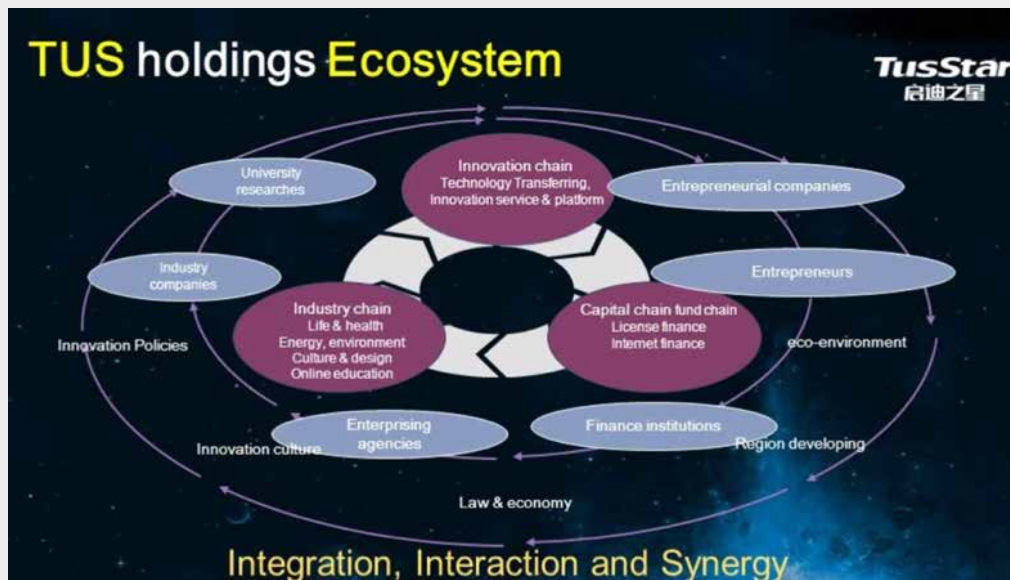 TUS holdings Ecosystem
TusStar
启迪之星
University
researches
Innovation chain
Technology Transferring,
Innovation service & platform
Entrepreneurial companies
Industry
companies
Entrepreneurs
Industry chain
Life & health
Energy, environment
Culture & design
Online education
Capital chain fund chain
License finance
Internet finance
Innovation Policies
eco-environment
Enterprising
agencies
Finance institutions
Innovation culture
Region developing
Law & economy
Integration, Interaction and Synergy